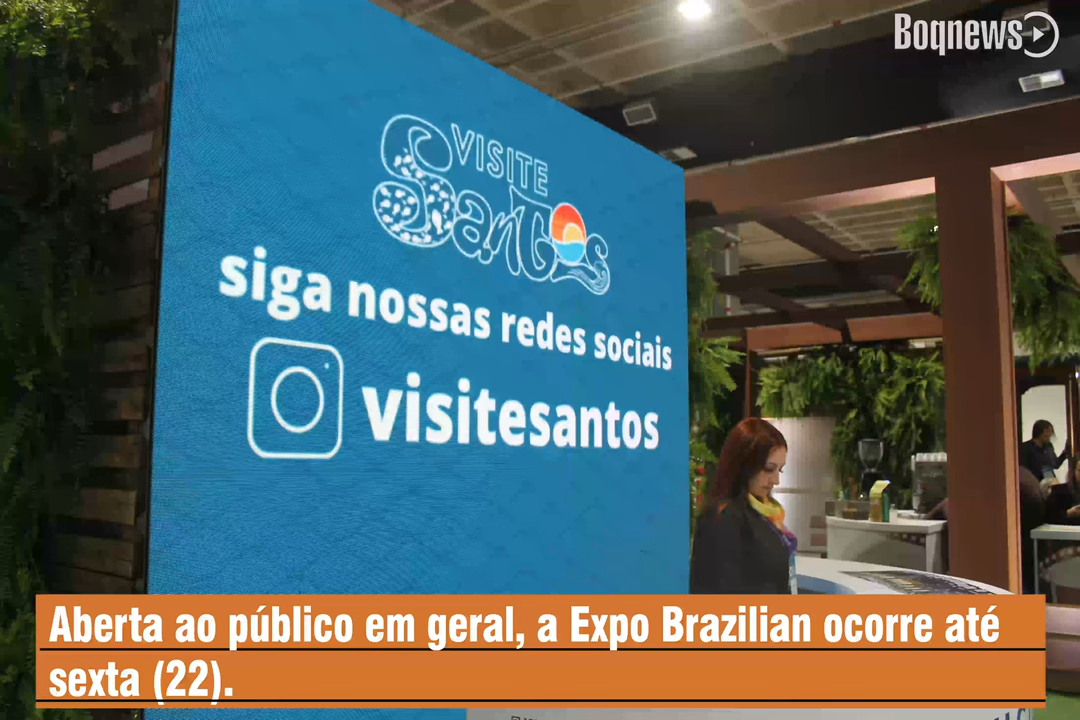 Boqnews
VISITE
Santos
siga nossas redes sociais
visitesantos
Aberta ao público em geral, a Expo Brazilian ocorre até
sexta (22).